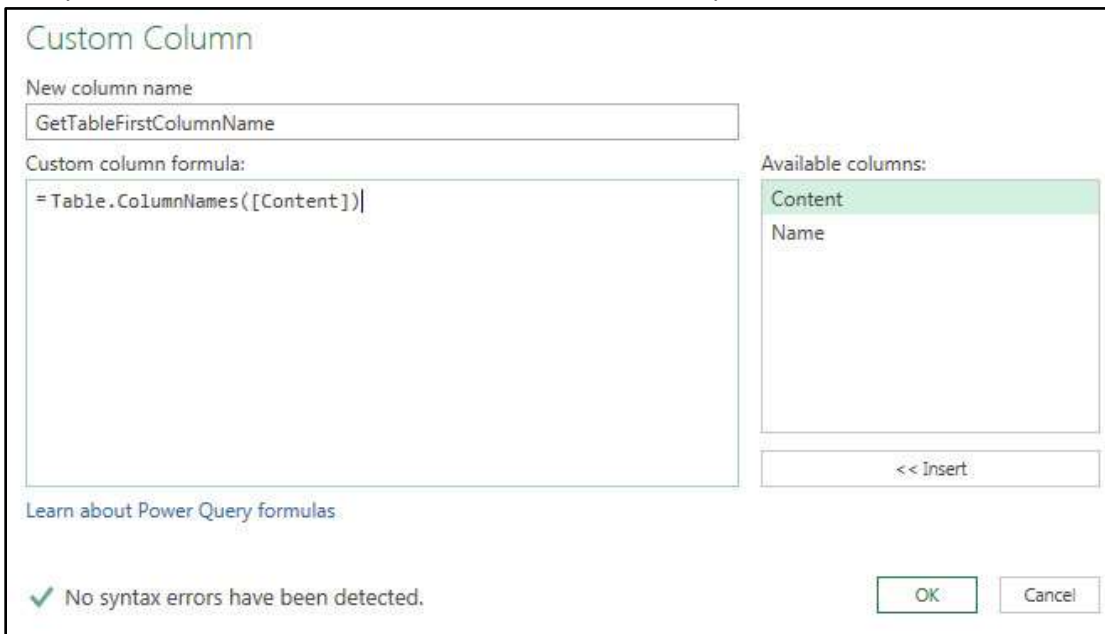 Custom Column
New column name
GetTableFirstColumnName
Custom column formula:
=Table.ColumnNames([Content])
Available columns:
Content
Name
<< Insert
Learn about Power Query formulas
No syntax errors have been detected.
OK
Cancel